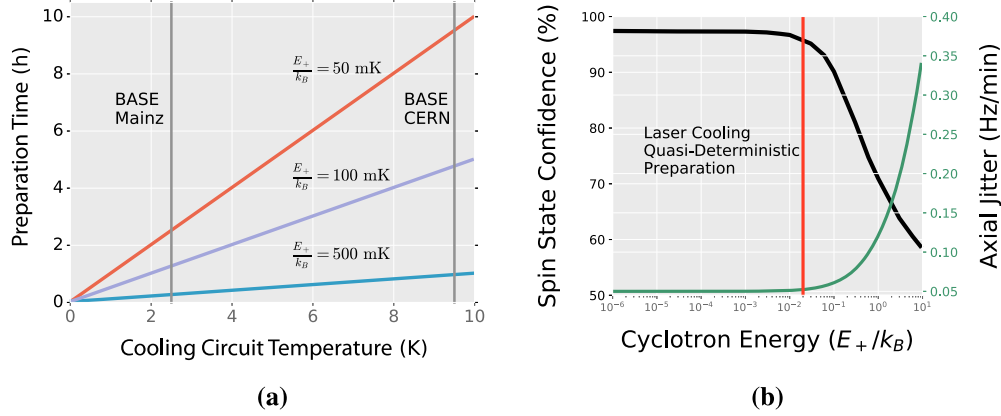 Preparation Time (h)
10
8
6
4
2
0
0 2 4 6 8 10
Cooling Circuit Temperature (K)
BASE
Mainz
BASE
CERN
E+/kB = 50 mK
E+/kB = 100 mK
E+/kB = 500 mK
(a)
Spin State Confidence (%)
100
90
80
70
60
50
Laser Cooling
Quasi-Deterministic
Preparation
0.40
0.35
0.30
0.25
0.20
0.15
0.10
0.05
Axial Jitter (Hz/min)
10⁻⁶ 10⁻⁵ 10⁻⁴ 10⁻³ 10⁻² 10⁻¹ 10⁰ 10¹
Cyclotron Energy (E+/kB)
(b)